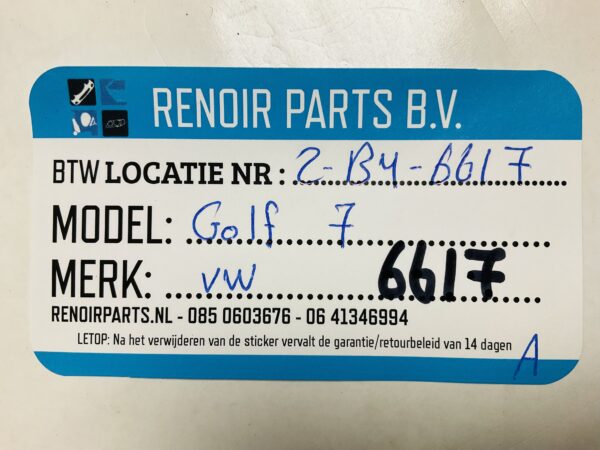 RENOIR PARTS B.V.
BTW LOCATIE NR : 2-B4-6617
MODEL: Golf 7
MERK: VW 6617
RENOIRPARTS.NL - 085 0603676 - 06 41346994
LETOP: Na het verwijderen van de sticker vervalt de garantie/retourbeleid van 14 dagen
A